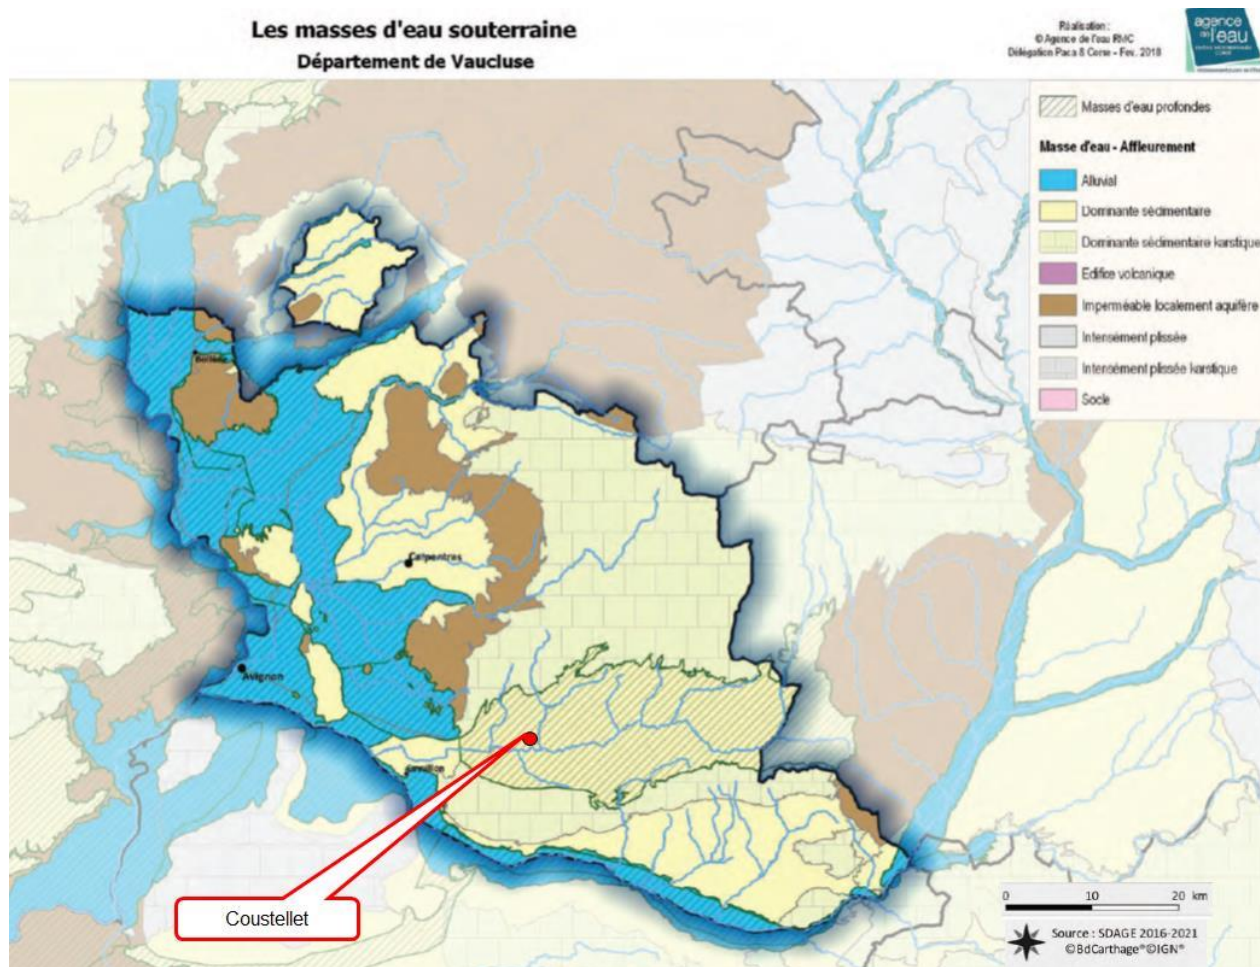 Les masses d'eau souterraine
Département de Vaucluse
Réalisation :
© Agence de l'eau RMC
Délégation Paca & Corse - Fev. 2018
agence
de l'eau
Masses d'eau profondes
Masse d'eau - Affleurement
Alluvial
Dominante sédimentaire
Dominante sédimentaire karstique
Edifice volcanique
Imperméable localement aquifère
Intensément plissée
Intensément plissée karstique
Socle
Carpentras
Avignon
Coustellet
0 10 20 km
Source : SDAGE 2016-2021
©BdCarthage®©IGN®